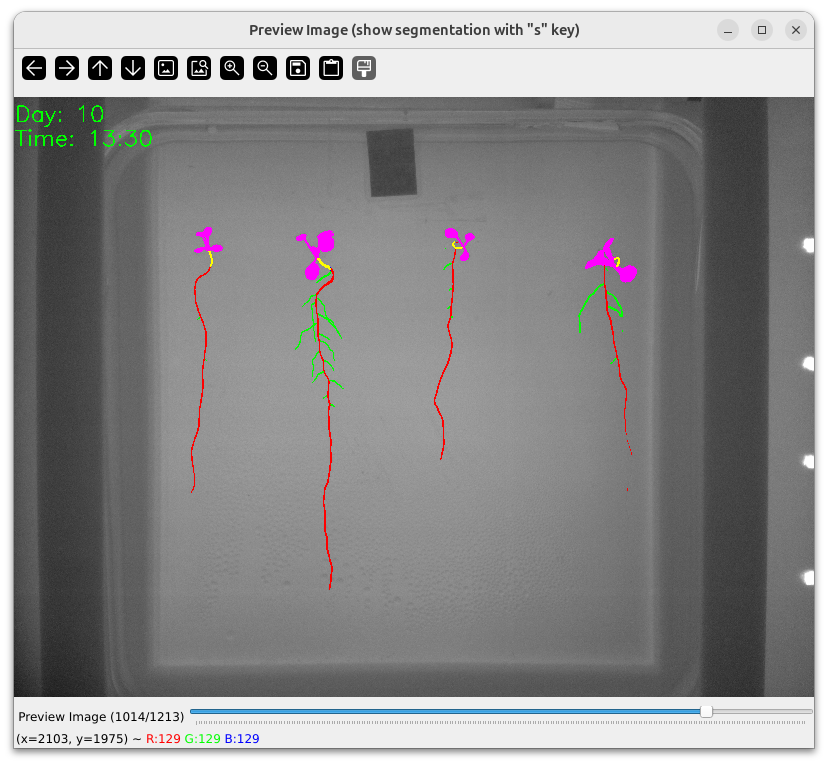 Preview Image (show segmentation with "s" key)
Day: 10
Time: 13:30
Preview Image (1014/1213)
(x=2103, y=1975) ~ R:129 G:129 B:129